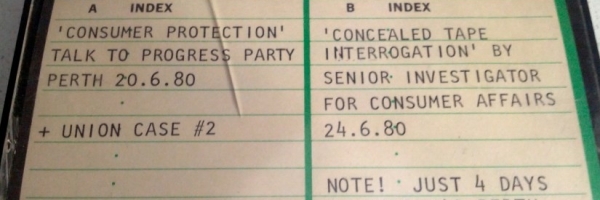 A INDEX
'CONSUMER PROTECTION'
TALK TO PROGRESS PARTY
PERTH 20.6.80
+ UNION CASE #2
B INDEX
'CONCEALED TAPE
INTERROGATION' BY
SENIOR INVESTIGATOR
FOR CONSUMER AFFAIRS
24.6.80
NOTE! JUST 4 DAYS